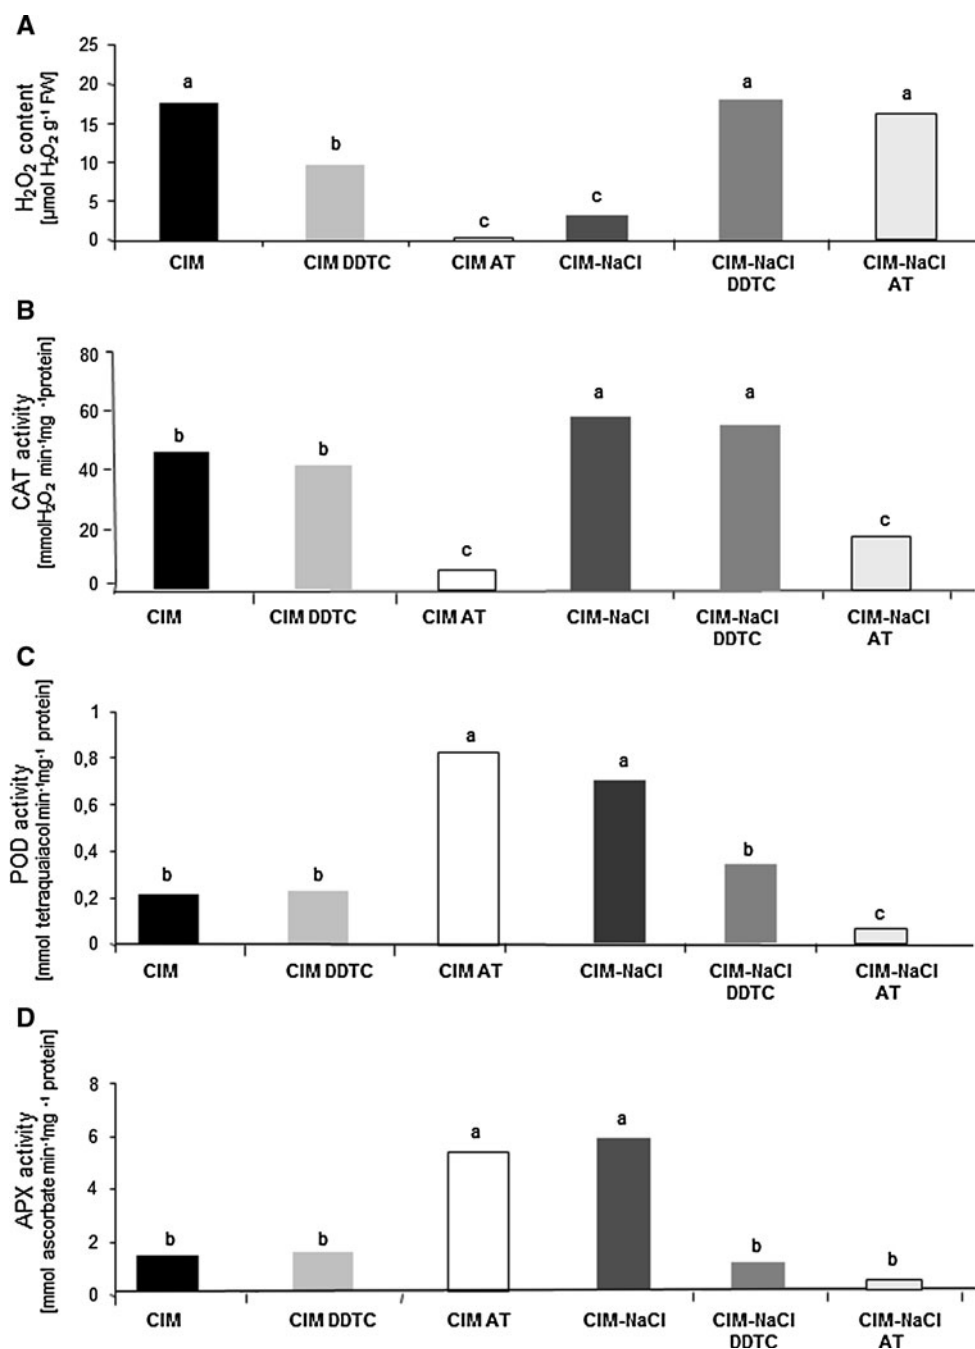 A
H₂O₂ content
[µmol H₂O₂ g⁻¹ FW]
25
20
15
10
5
0
a
b
c
c
a
a
CIM
CIM DDTC
CIM AT
CIM-NaCl
CIM-NaCl
DDTC
CIM-NaCl
AT
B
CAT activity
[mmolH₂O₂ min⁻¹mg ⁻¹protein]
80
60
40
20
0
b
b
c
a
a
c
CIM
CIM DDTC
CIM AT
CIM-NaCl
CIM-NaCl
DDTC
CIM-NaCl
AT
C
POD activity
[mmol tetraquaiacol min⁻¹mg⁻¹ protein]
1
0,8
0,6
0,4
0,2
0
b
b
a
a
b
c
CIM
CIM DDTC
CIM AT
CIM-NaCl
CIM-NaCl
DDTC
CIM-NaCl
AT
D
APX activity
[mmol ascorbate min⁻¹mg ⁻¹ protein]
8
6
4
2
0
b
b
a
a
b
b
CIM
CIM DDTC
CIM AT
CIM-NaCl
CIM-NaCl
DDTC
CIM-NaCl
AT